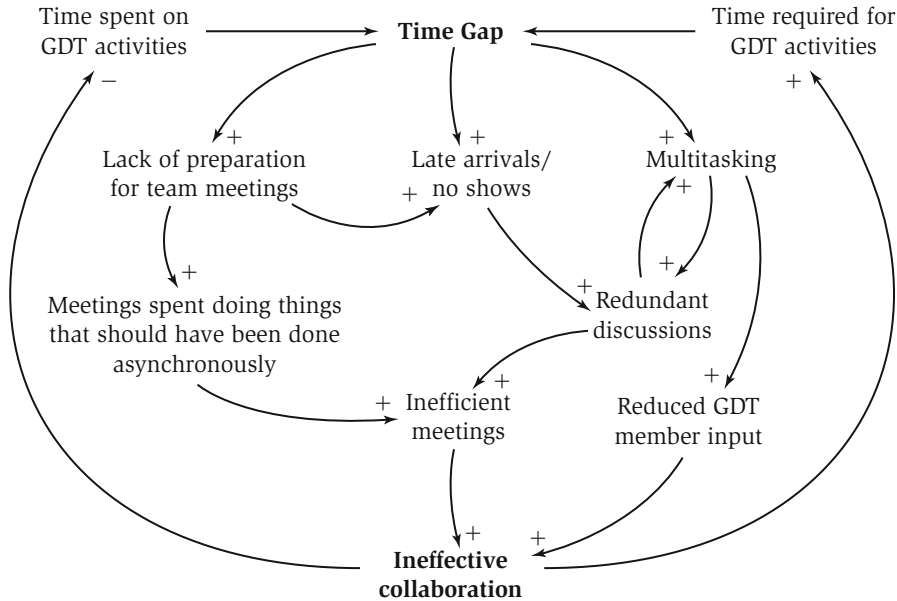 Time spent on
GDT activities
Time Gap
Time required for
GDT activities
−
+
+
+
+
Lack of preparation
for team meetings
Late arrivals/
no shows
Multitasking
+
+
+
+
+
Meetings spent doing things
that should have been done
asynchronously
Redundant
discussions
+
+
+
Inefficient
meetings
Reduced GDT
member input
+
+
Ineffective
collaboration